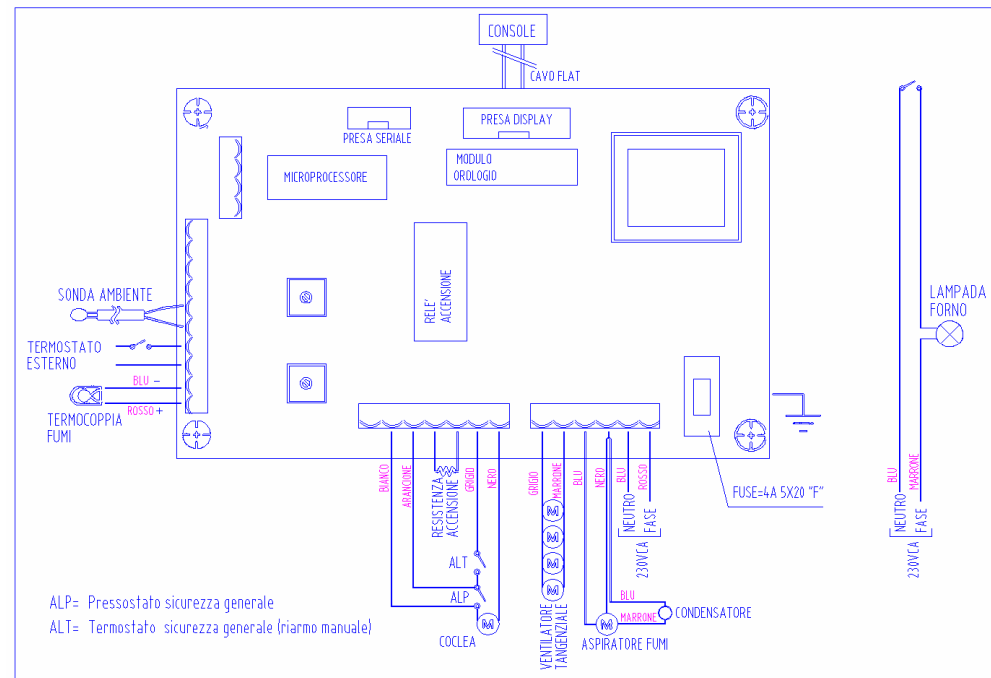 CONSOLE
CAVO FLAT
PRESA SERIALE
PRESA DISPLAY
MICROPROCESSORE
MODULO
OROLOGIO
RELE'
ACCENSIONE
SONDA AMBIENTE
TERMOSTATO
ESTERNO
BLU -
ROSSO +
TERMOCOPPIA
FUMI
LAMPADA
FORNO
BIANCO
ARANCIONE
RESISTENZA
ACCENSIONE
GRIGIO
NERO
GRIGIO
MARRONE
BLU
NERO
BLU
ROSSO
NEUTRO
FASE
230VCA
FUSE=4A 5X20 "F"
BLU
MARRONE
NEUTRO
FASE
230VCA
ALT
ALP
M
COCLEA
M
M
M
M
VENTILATORE
TANGENZIALE
M
ASPIRATORE FUMI
BLU
MARRONE
CONDENSATORE
ALP= Pressostato sicurezza generale
ALT= Termostato sicurezza generale (riarmo manuale)